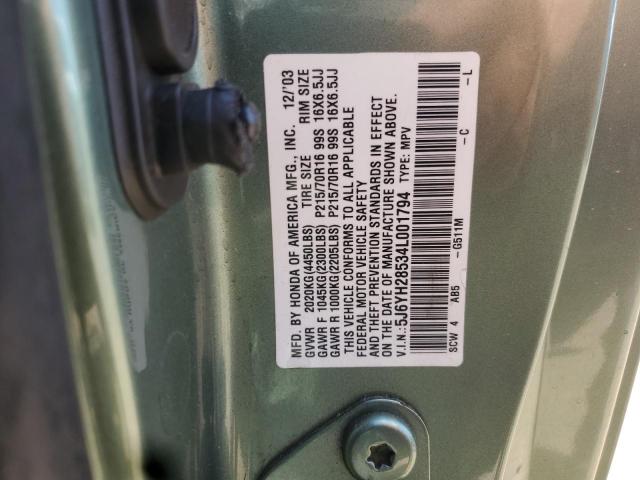 MFD. BY HONDA OF AMERICA MFG., INC. 12/'03
GVWR 2020KG(4450LBS) TIRE SIZE RIM SIZE
GAWR F 1045KG(2300LBS) P215/70R16 99S 16X6.5JJ
GAWR R 1000KG(2205LBS) P215/70R16 99S 16X6.5JJ
THIS VEHICLE CONFORMS TO ALL APPLICABLE
FEDERAL MOTOR VEHICLE SAFETY
AND THEFT PREVENTION STANDARDS IN EFFECT
ON THE DATE OF MANUFACTURE SHOWN ABOVE.
V.I.N.: 5J6YH28534L001794 TYPE: MPV
SCW 4 AB5 -G511M -C -L